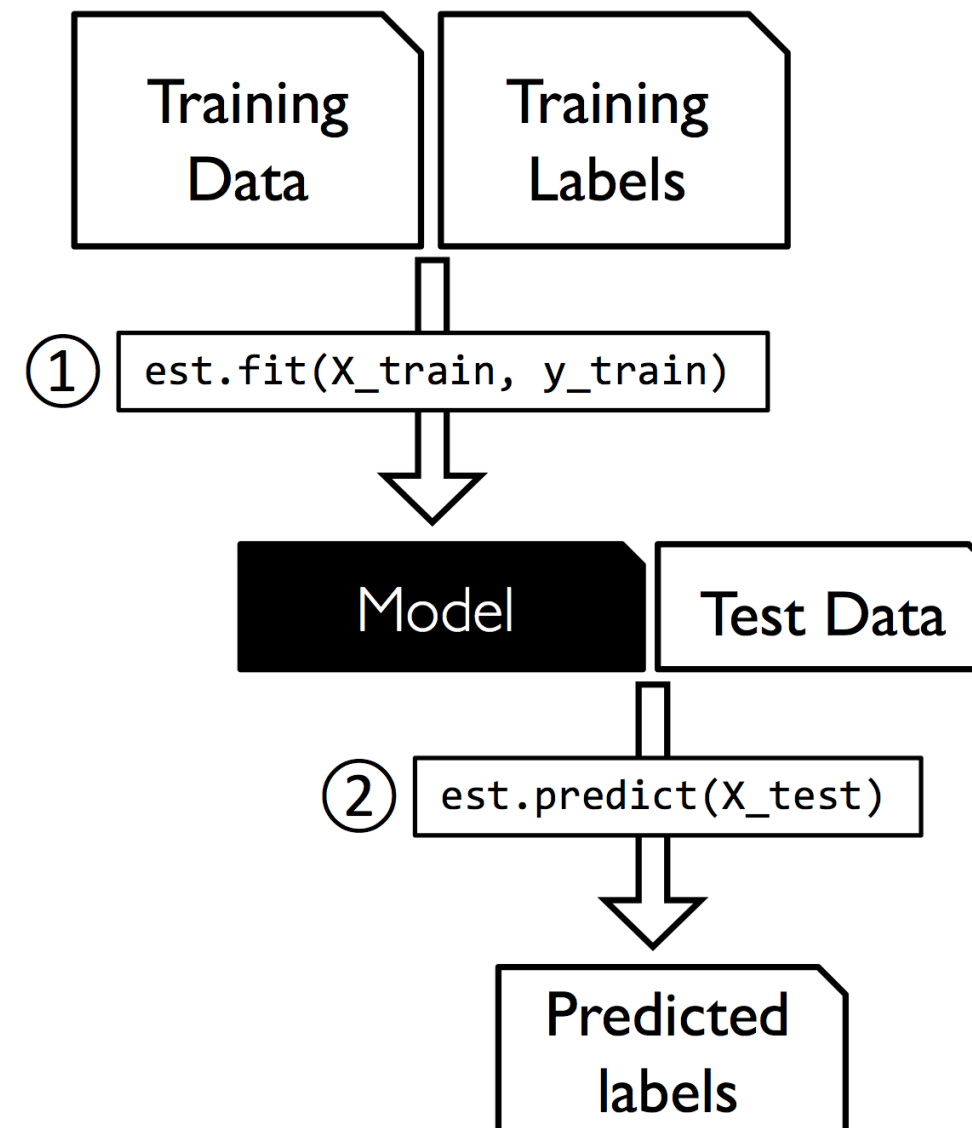 Training
Data
Training
Labels
① est.fit(X_train, y_train)
Model
Test Data
② est.predict(X_test)
Predicted
labels